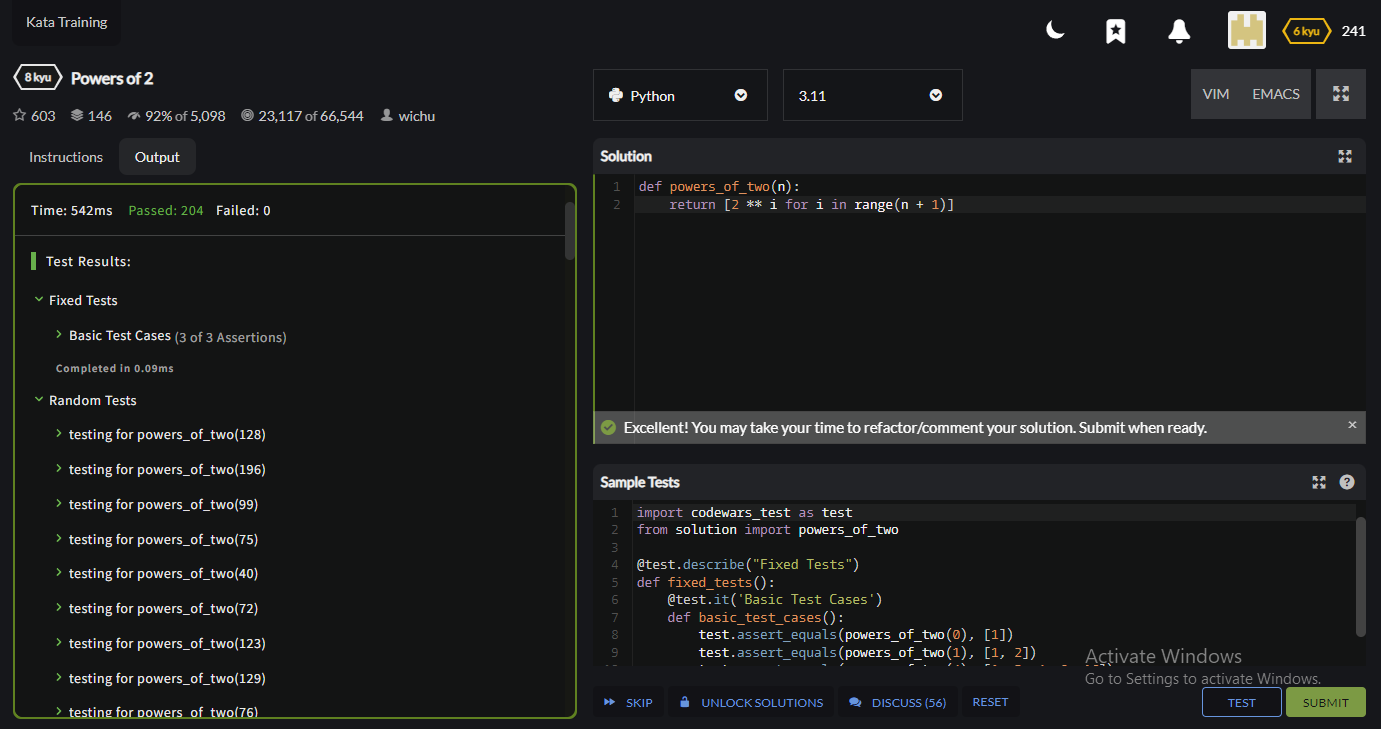 Kata Training
6 kyu 241
8 kyu Powers of 2
603 146 92% of 5,098 23,117 of 66,544 wichu
Instructions Output
Time: 542ms Passed: 204 Failed: 0
Test Results:
Fixed Tests
Basic Test Cases (3 of 3 Assertions)
Completed in 0.09ms
Random Tests
testing for powers_of_two(128)
testing for powers_of_two(196)
testing for powers_of_two(99)
testing for powers_of_two(75)
testing for powers_of_two(40)
testing for powers_of_two(72)
testing for powers_of_two(123)
testing for powers_of_two(129)
testing for powers_of_two(76)
Python 3.11 VIM EMACS
Solution
1 def powers_of_two(n):
2 return [2 ** i for i in range(n + 1)]
Excellent! You may take your time to refactor/comment your solution. Submit when ready.
Sample Tests
1 import codewars_test as test
2 from solution import powers_of_two
3
4 @test.describe("Fixed Tests")
5 def fixed_tests():
6 @test.it('Basic Test Cases')
7 def basic_test_cases():
8 test.assert_equals(powers_of_two(0), [1])
9 test.assert_equals(powers_of_two(1), [1, 2])
Activate Windows
Go to Settings to activate Windows.
SKIP UNLOCK SOLUTIONS DISCUSS (56) RESET TEST SUBMIT